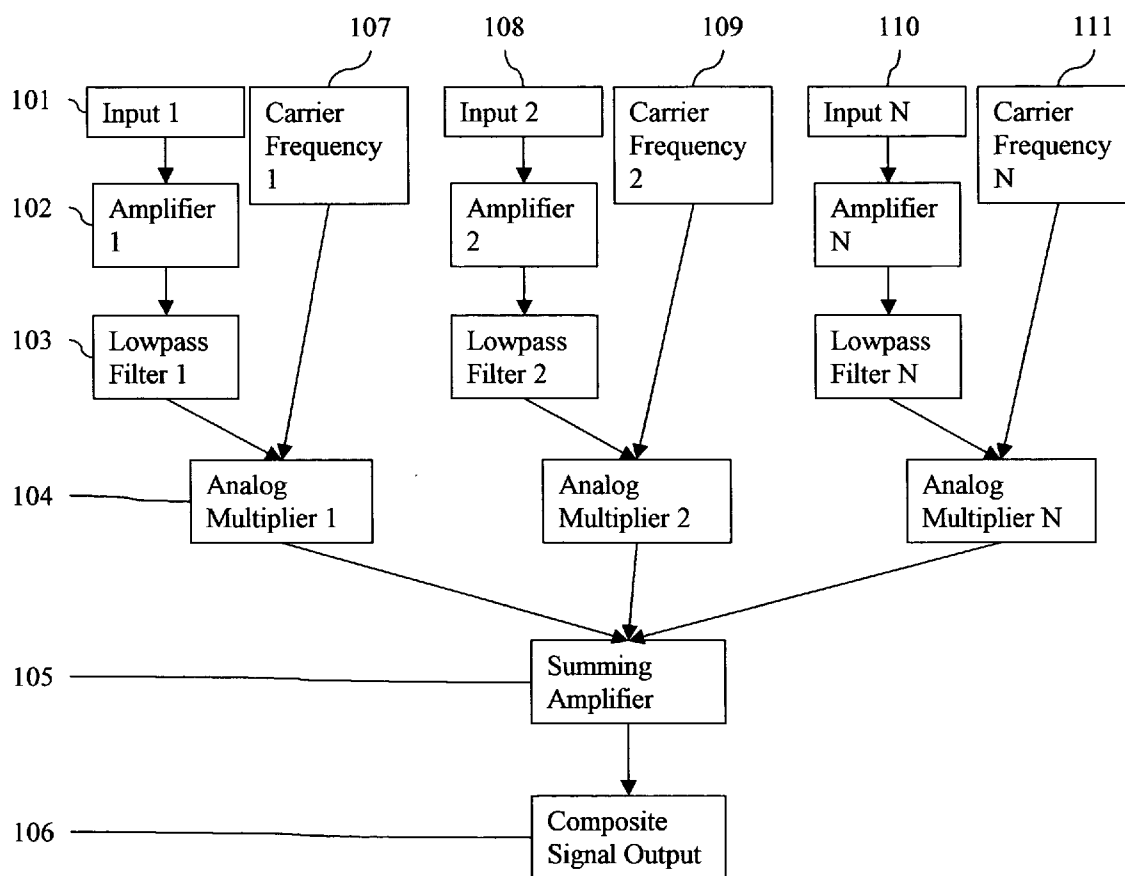 107
108
109
110
111
101
Input 1
Carrier
Frequency
1
Input 2
Carrier
Frequency
2
Input N
Carrier
Frequency
N
102
Amplifier
1
Amplifier
2
Amplifier
N
103
Lowpass
Filter 1
Lowpass
Filter 2
Lowpass
Filter N
104
Analog
Multiplier 1
Analog
Multiplier 2
Analog
Multiplier N
105
Summing
Amplifier
106
Composite
Signal Output